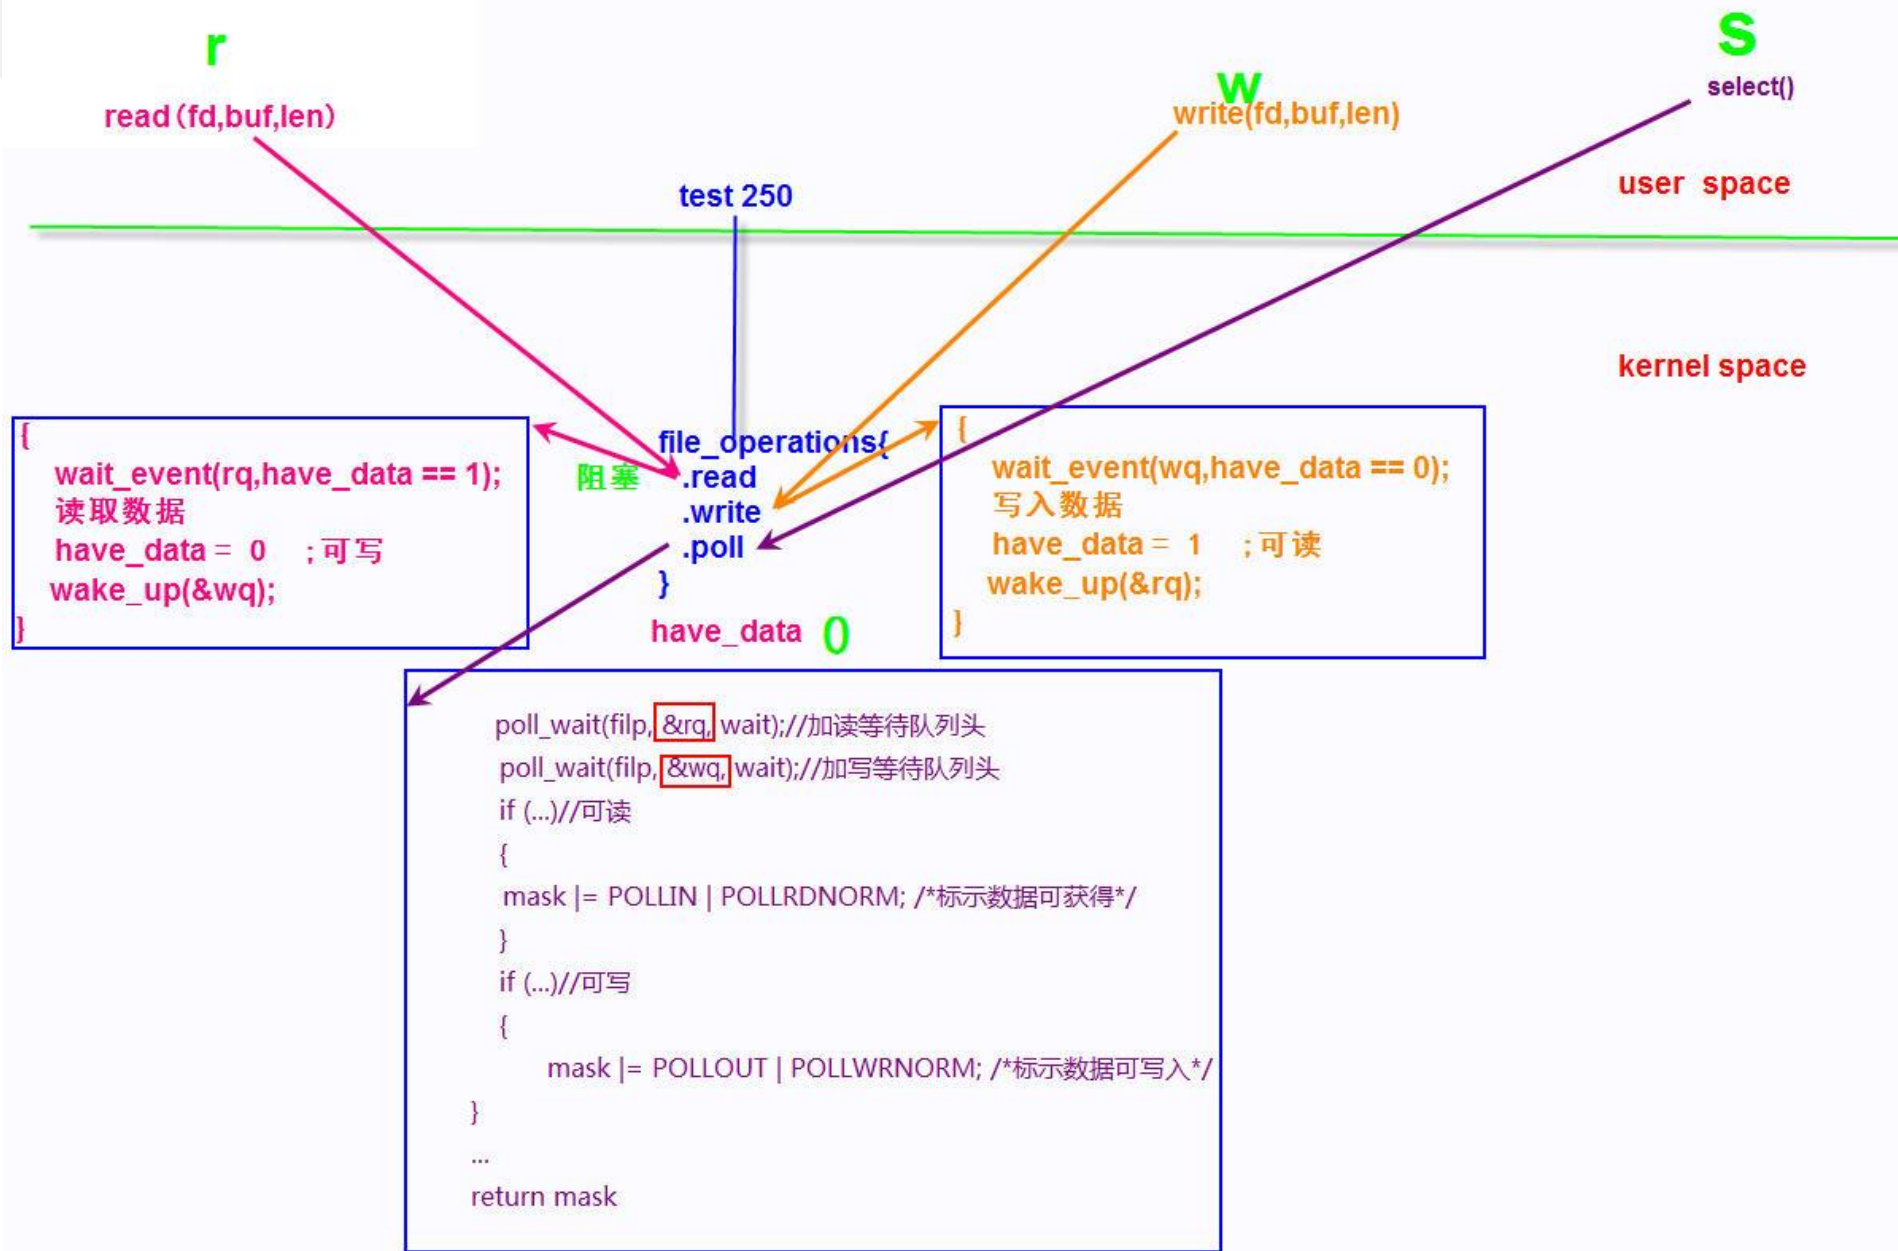 r
read(fd,buf,len)
w
write(fd,buf,len)
S
select()
user space
test 250
kernel space
{
wait_event(rq,have_data == 1);
读取数据
have_data = 0 ;可写
wake_up(&wq);
}
阻塞
file_operations{
.read
.write
.poll
}
have_data 0
{
wait_event(wq,have_data == 0);
写入数据
have_data = 1 ;可读
wake_up(&rq);
}
poll_wait(filp, &rq, wait);//加读等待队列头
poll_wait(filp, &wq, wait);//加写等待队列头
if (...)//可读
{
mask |= POLLIN | POLLRDNORM; /*标示数据可获得*/
}
if (...)//可写
{
mask |= POLLOUT | POLLWRNORM; /*标示数据可写入*/
}
...
return mask